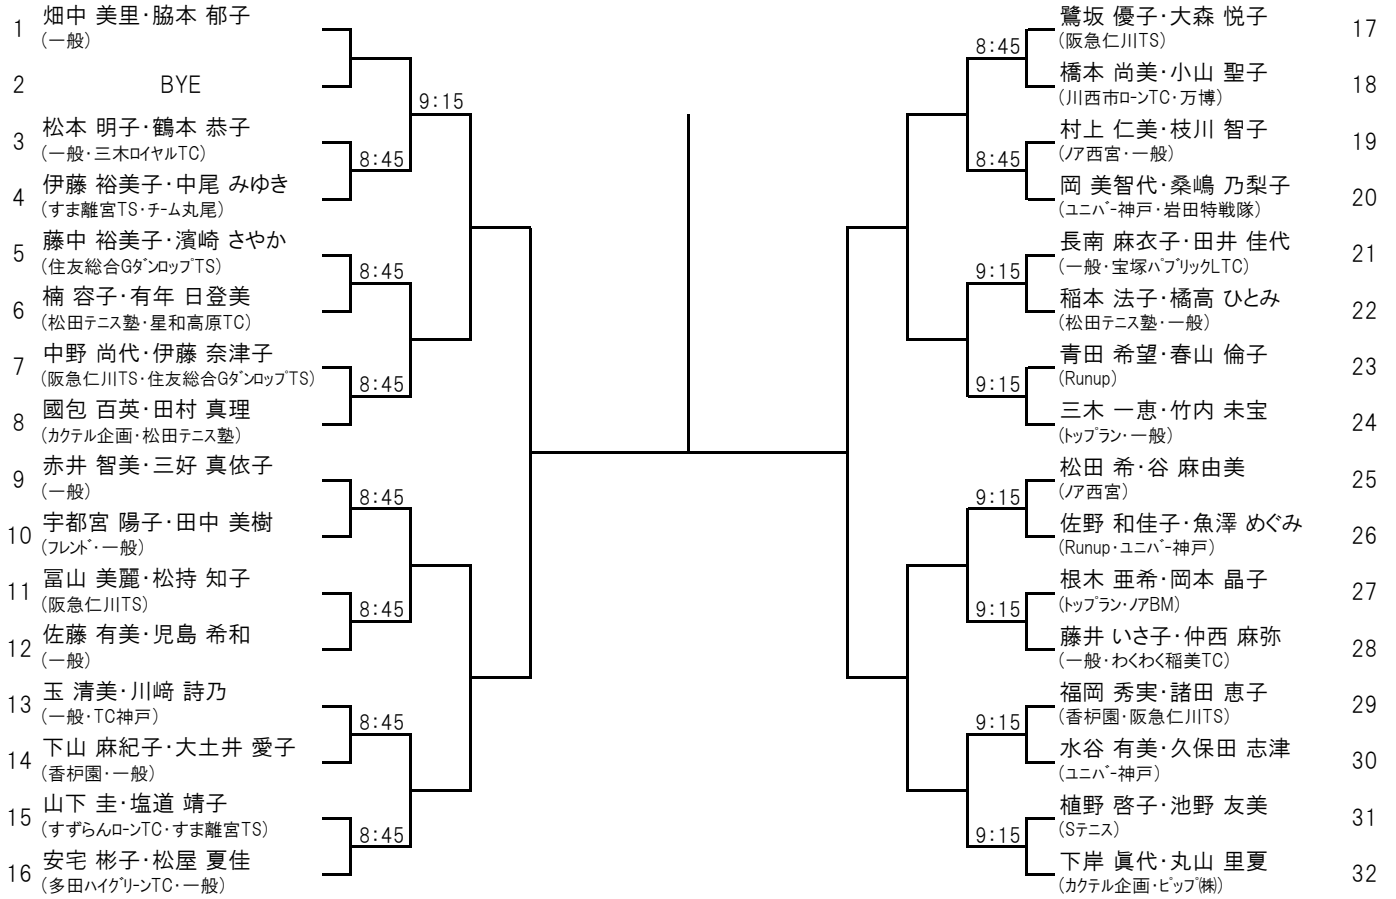 1
畑中 美里・脇本 郁子
(一般)
2
BYE
9:15
3
松本 明子・鶴本 恭子
(一般・三木ロイヤルTC)
8:45
4
伊藤 裕美子・中尾 みゆき
(すま離宮TS・チーム丸尾)
5
藤中 裕美子・濱崎 さやか
(住友総合GダンロップTS)
8:45
6
楠 容子・有年 日登美
(松田テニス塾・星和高原TC)
7
中野 尚代・伊藤 奈津子
(阪急仁川TS・住友総合GダンロップTS)
8:45
8
國包 百英・田村 真理
(カクテル企画・松田テニス塾)
9
赤井 智美・三好 真依子
(一般)
8:45
10
宇都宮 陽子・田中 美樹
(フレンド・一般)
11
冨山 美麗・松持 知子
(阪急仁川TS)
8:45
12
佐藤 有美・児島 希和
(一般)
13
玉 清美・川﨑 詩乃
(一般・TC神戸)
8:45
14
下山 麻紀子・大土井 愛子
(香枦園・一般)
15
山下 圭・塩道 靖子
(すずらんローンTC・すま離宮TS)
8:45
16
安宅 彬子・松屋 夏佳
(多田ハイグリーンTC・一般)
鷺坂 優子・大森 悦子
(阪急仁川TS)
17
8:45
橋本 尚美・小山 聖子
(川西市ローンTC・万博)
18
村上 仁美・枝川 智子
(ノア西宮・一般)
19
8:45
岡 美智代・桑嶋 乃梨子
(ユニバー神戸・岩田特戦隊)
20
長南 麻衣子・田井 佳代
(一般・宝塚パブリックLTC)
21
9:15
稲本 法子・橘高 ひとみ
(松田テニス塾・一般)
22
青田 希望・春山 倫子
(Runup)
23
9:15
三木 一恵・竹内 未宝
(トップラン・一般)
24
松田 希・谷 麻由美
(ノア西宮)
25
9:15
佐野 和佳子・魚澤 めぐみ
(Runup・ユニバー神戸)
26
根木 亜希・岡本 晶子
(トップラン・ノアBM)
27
9:15
藤井 いさ子・仲西 麻弥
(一般・わくわく稲美TC)
28
福岡 秀実・諸田 恵子
(香枦園・阪急仁川TS)
29
9:15
水谷 有美・久保田 志津
(ユニバー神戸)
30
植野 啓子・池野 友美
(Sテニス)
31
9:15
下岸 眞代・丸山 里夏
(カクテル企画・ピップ㈱)
32